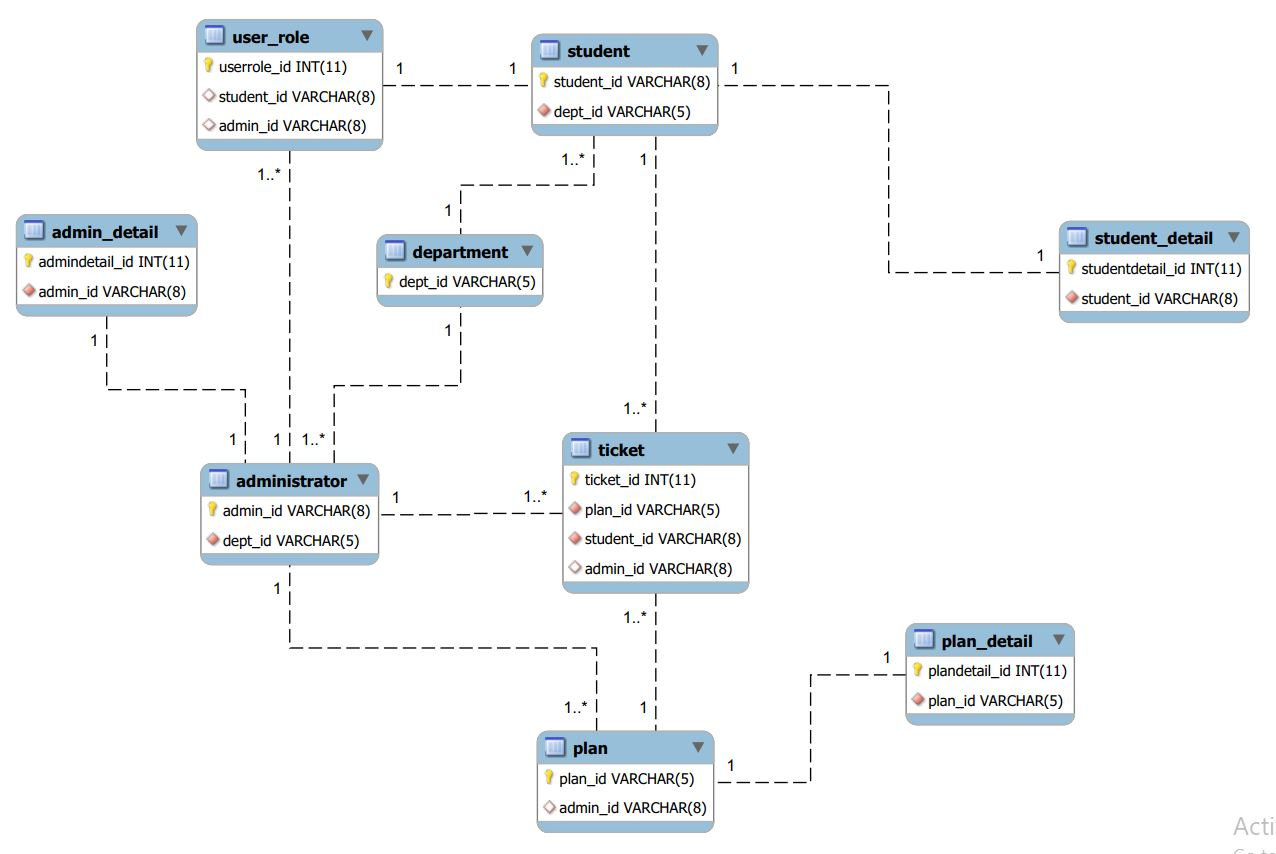 user_role
userrole_id INT(11)
student_id VARCHAR(8)
admin_id VARCHAR(8)
1
1
1..*
student
student_id VARCHAR(8)
dept_id VARCHAR(5)
1
1..*
1
1
department
dept_id VARCHAR(5)
1
admin_detail
admindetail_id INT(11)
admin_id VARCHAR(8)
1
student_detail
studentdetail_id INT(11)
student_id VARCHAR(8)
1
1
1
1..*
1..*
administrator
admin_id VARCHAR(8)
dept_id VARCHAR(5)
1
1..*
1
ticket
ticket_id INT(11)
plan_id VARCHAR(5)
student_id VARCHAR(8)
admin_id VARCHAR(8)
1..*
plan_detail
plandetail_id INT(11)
plan_id VARCHAR(5)
1
1..*
1
plan
plan_id VARCHAR(5)
admin_id VARCHAR(8)
1
Acti